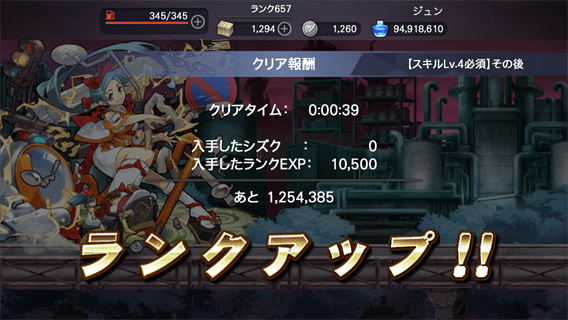 ランク657
345/345
1,294
1,260
ジュン
94,918,610
クリア報酬
【スキルLv.4必須】その後
クリアタイム： 0:00:39
入手したシズク ： 0
入手したランクEXP： 10,500
あと 1,254,385
ランクアップ!!